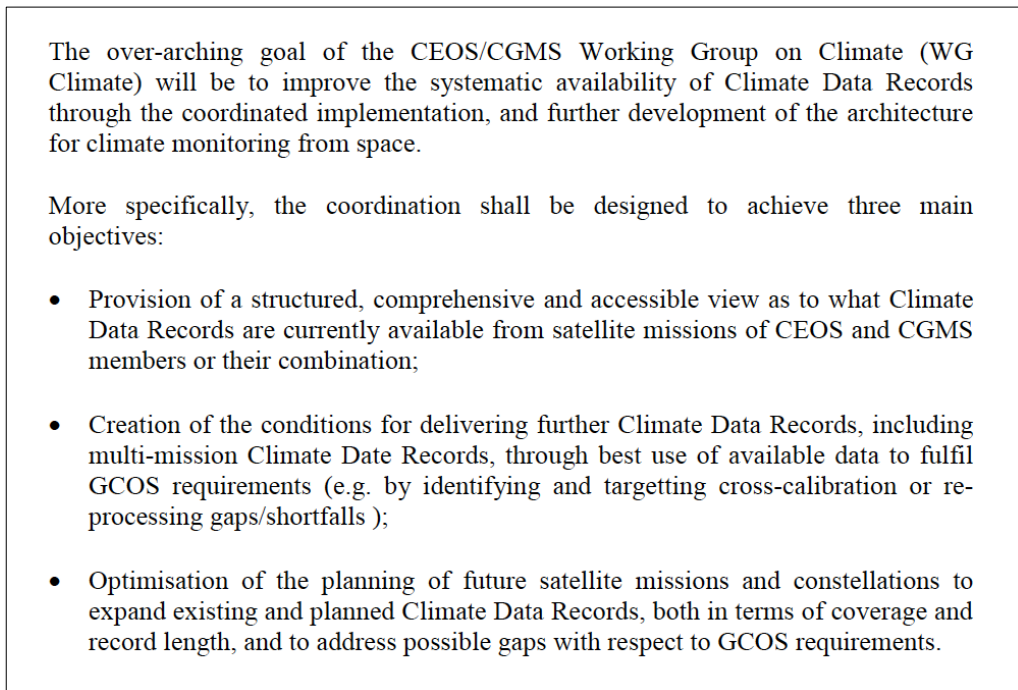 The over-arching goal of the CEOS/CGMS Working Group on Climate (WG
Climate) will be to improve the systematic availability of Climate Data Records
through the coordinated implementation, and further development of the architecture
for climate monitoring from space.
More specifically, the coordination shall be designed to achieve three main
objectives:
• Provision of a structured, comprehensive and accessible view as to what Climate
Data Records are currently available from satellite missions of CEOS and CGMS
members or their combination;
• Creation of the conditions for delivering further Climate Data Records, including
multi-mission Climate Date Records, through best use of available data to fulfil
GCOS requirements (e.g. by identifying and targetting cross-calibration or re-
processing gaps/shortfalls );
• Optimisation of the planning of future satellite missions and constellations to
expand existing and planned Climate Data Records, both in terms of coverage and
record length, and to address possible gaps with respect to GCOS requirements.